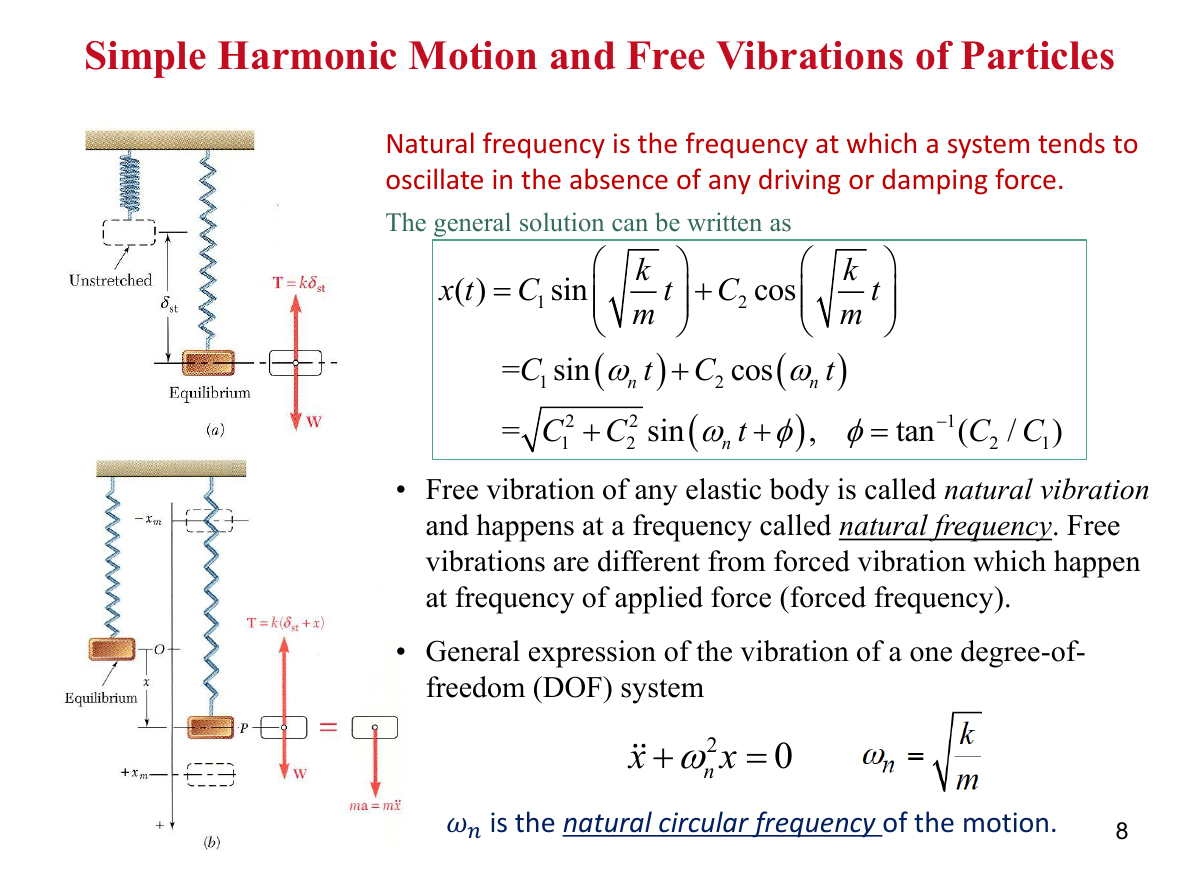 Simple Harmonic Motion and Free Vibrations of Particles
Unstretched
δst
T = kδst
Equilibrium
W
(a)
Natural frequency is the frequency at which a system tends to
oscillate in the absence of any driving or damping force.
The general solution can be written as
x(t) = C₁ sin(√(k/m) t) + C₂ cos(√(k/m) t)
=C₁ sin(ωₙ t) + C₂ cos(ωₙ t)
=√(C₁² + C₂²) sin(ωₙ t + ϕ), ϕ = tan⁻¹(C₂ / C₁)
• Free vibration of any elastic body is called natural vibration
and happens at a frequency called natural frequency. Free
vibrations are different from forced vibration which happen
at frequency of applied force (forced frequency).
• General expression of the vibration of a one degree-of-
freedom (DOF) system
ẍ + ωₙ²x = 0 ωₙ = √(k/m)
ωₙ is the natural circular frequency of the motion.
−xₘ
T = k(δst + x)
O
x
Equilibrium
P
=
W
+xₘ
ma = mẍ
+
(b)
8